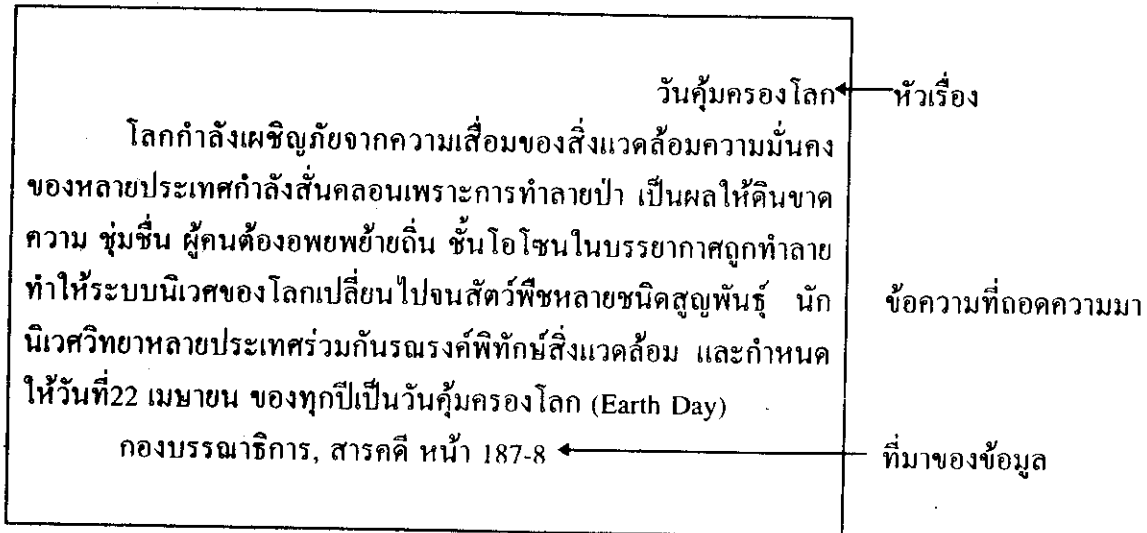 วันคุ้มครองโลก หัวเรื่อง
โลกกำลังเผชิญภัยจากความเสื่อมของสิ่งแวดล้อมความมั่นคง
ของหลายประเทศกำลังสั่นคลอนเพราะการทำลายป่า เป็นผลให้ดินขาด
ความ ชุ่มชื่น ผู้คนต้องอพยพย้ายถิ่น ชั้นโอโซนในบรรยากาศถูกทำลาย
ทำให้ระบบนิเวศของโลกเปลี่ยนไปจนสัตว์พืชหลายชนิดสูญพันธุ์ นัก ข้อความที่ถอดความมา
นิเวศวิทยาหลายประเทศร่วมกันรณรงค์พิทักษ์สิ่งแวดล้อม และกำหนด
ให้วันที่22 เมษายน ของทุกปีเป็นวันคุ้มครองโลก (Earth Day)
กองบรรณาธิการ, สารคดี หน้า 187-8 ที่มาของข้อมูล